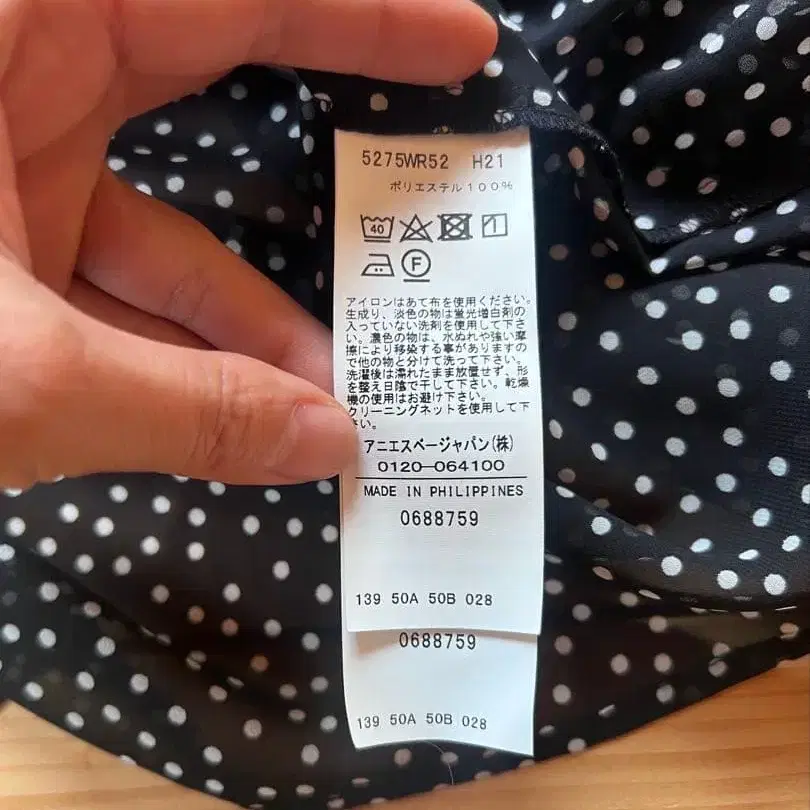 5275WR52 H21
ポリエステル100%
40
F
アイロンはあて布を使用ください。
生成り、淡色の物は蛍光増白剤の
入っていない洗剤を使用して下さ
い。濃色の物は、水ぬれや強い摩
擦により移染する事がありますの
で他の物と分けて洗って下さい。
洗濯後は濡れたまま放置せず、形
を整え日陰で干して下さい。乾燥
機の使用はお避け下さい。
クリーニングネットを使用して下
さい。
アニエスベージャパン(株)
0120-064100
MADE IN PHILIPPINES
0688759
139 50A 50B 028
0688759
139 50A 50B 028